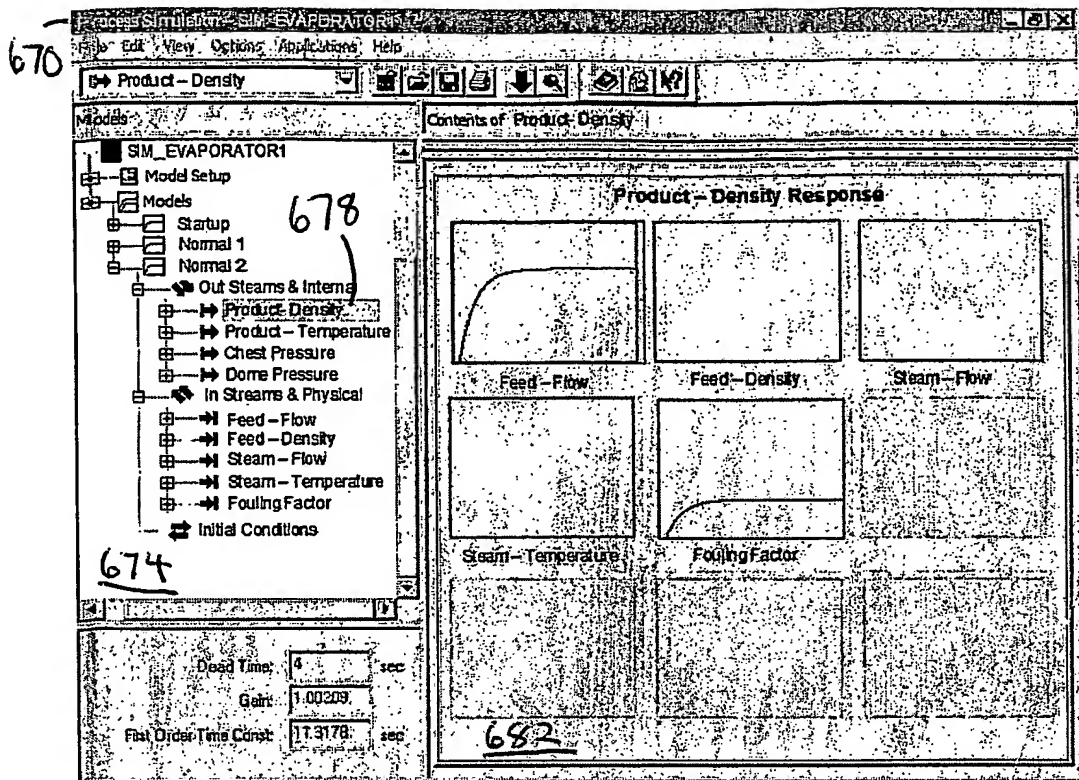 670
Process Simulation - SIM_EVAPORATOR1
File Edit View Options Applications Help
Product – Density
Models
Contents of Product-Density
SIM_EVAPORATOR1
Model Setup
Models
Startup
Normal 1
Normal 2
678
Out Steams & Internal
Product-Density
Product – Temperature
Chest Pressure
Dome Pressure
In Streams & Physical
Feed – Flow
Feed – Density
Steam – Flow
Steam – Temperature
Fouling Factor
Initial Conditions
674
Dead Time: 4 sec
Gain: 1.00209
First Order Time Const: sec
Product – Density Response
Feed – Flow
Feed – Density
Steam – Flow
Steam – Temperature
Fouling Factor
682